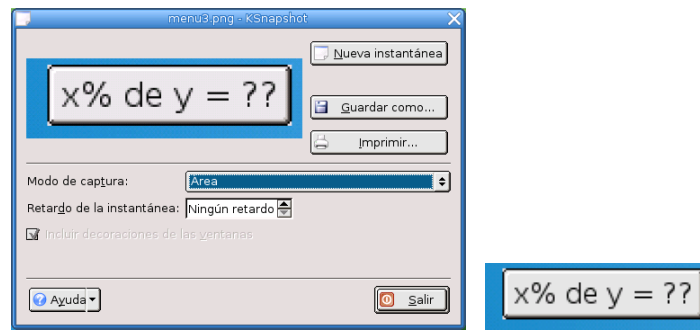 menu3.png - KSnapshot
x% de y = ??
Nueva instantánea
Guardar como...
Imprimir...
Modo de captura:
Área
Retardo de la instantánea: Ningún retardo
Incluir decoraciones de las ventanas
Ayuda
Salir
x% de y = ??